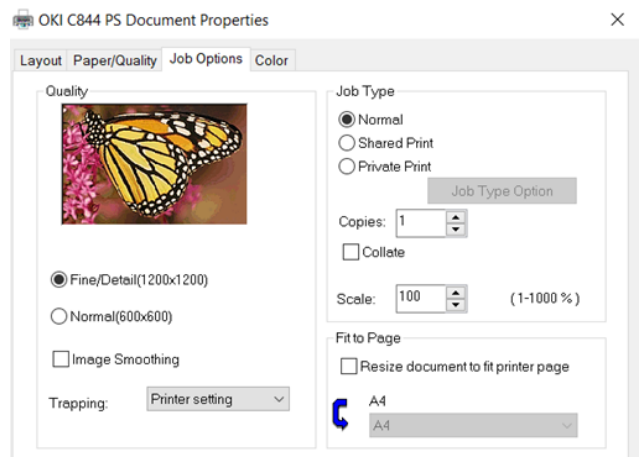 OKI C844 PS Document Properties
Layout Paper/Quality Job Options Color
Quality
Fine/Detail(1200x1200)
Normal(600x600)
Image Smoothing
Trapping: Printer setting
Job Type
Normal
Shared Print
Private Print
Job Type Option
Copies: 1
Collate
Scale: 100 (1-1000 %)
Fit to Page
Resize document to fit printer page
A4
A4